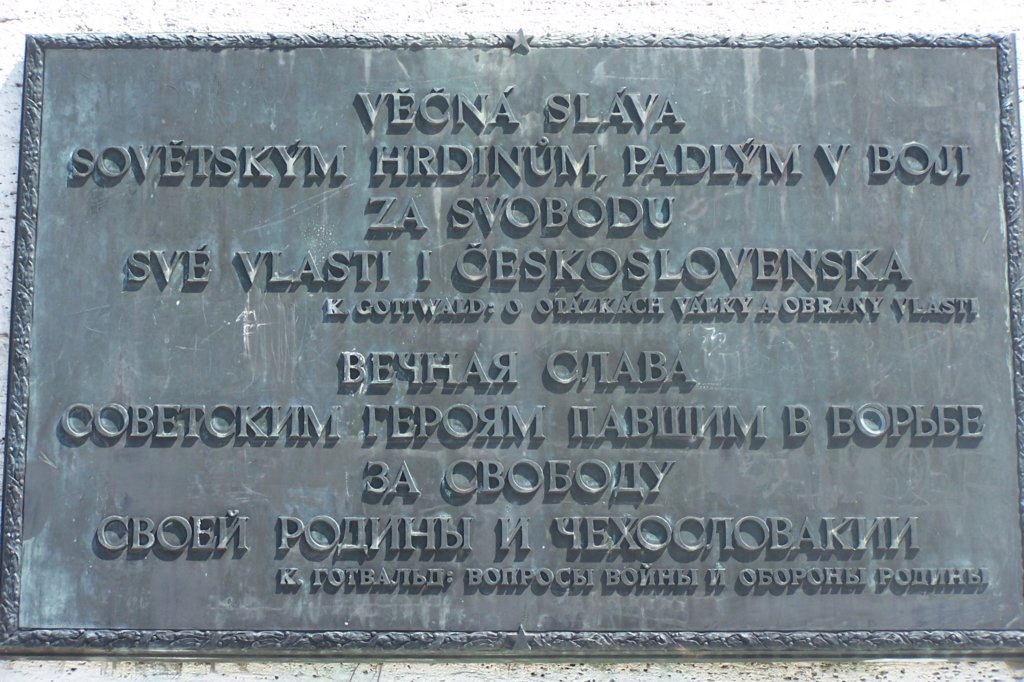 VĚČNÁ SLÁVA
SOVĚTSKÝM HRDINŮM, PADLÝM V BOJI
ZA SVOBODU
SVÉ VLASTI I ČESKOSLOVENSKA
K. GOTTWALD: O OTÁZKÁCH VÁLKY A OBRANY VLASTI
ВЕЧНАЯ СЛАВА
СОВЕТСКИМ ГЕРОЯМ ПАВШИМ В БОРЬБЕ
ЗА СВОБОДУ
СВОЕЙ РОДИНЫ И ЧЕХОСЛОВАКИИ
К. ГОТВАЛЬД: ВОПРОСЫ ВОЙНЫ И ОБОРОНЫ РОДИНЫ